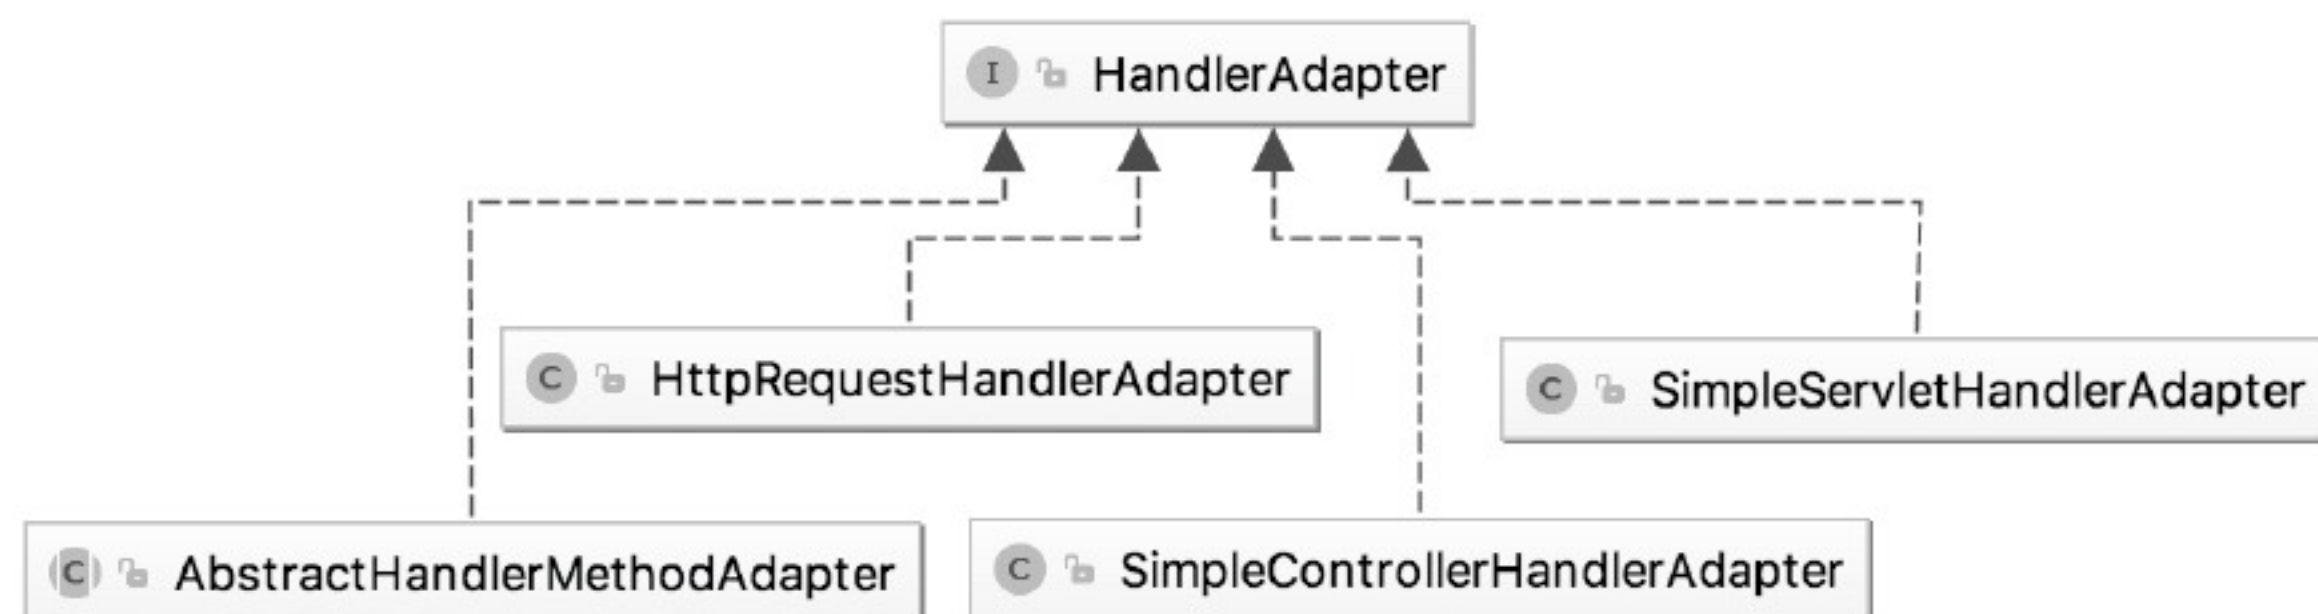 I HandlerAdapter
C HttpRequestHandlerAdapter
C SimpleServletHandlerAdapter
C AbstractHandlerMethodAdapter
C SimpleControllerHandlerAdapter